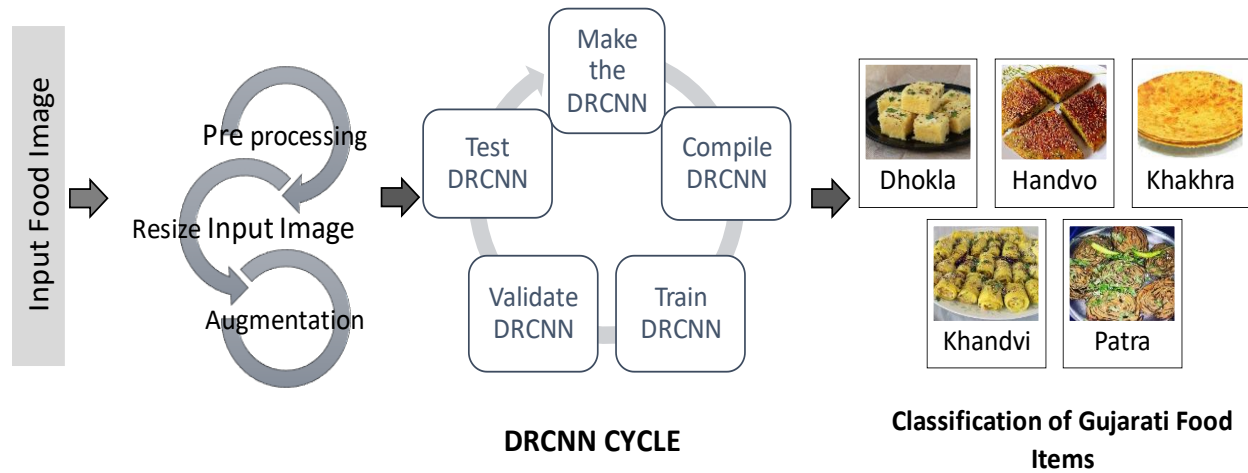 Input Food Image
Pre processing
Resize Input Image
Augmentation
Make
the
DRCNN
Compile
DRCNN
Train
DRCNN
Validate
DRCNN
Test
DRCNN
DRCNN CYCLE
Dhokla
Handvo
Khakhra
Khandvi
Patra
Classification of Gujarati Food
Items